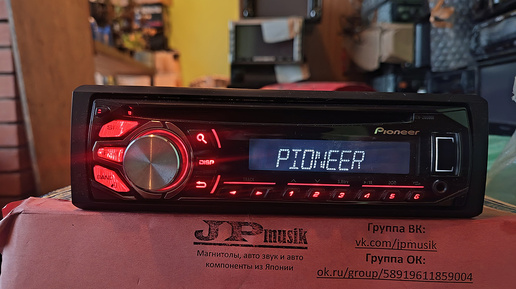 Pioneer
DISP
PIONEER
1 2 3 4 5 6
JP musik
Магнитолы, авто звук и авто
компоненты из Японии
Группа ВК:
vk.com/jpmusik
Группа ОК:
ok.ru/group/58919611859004